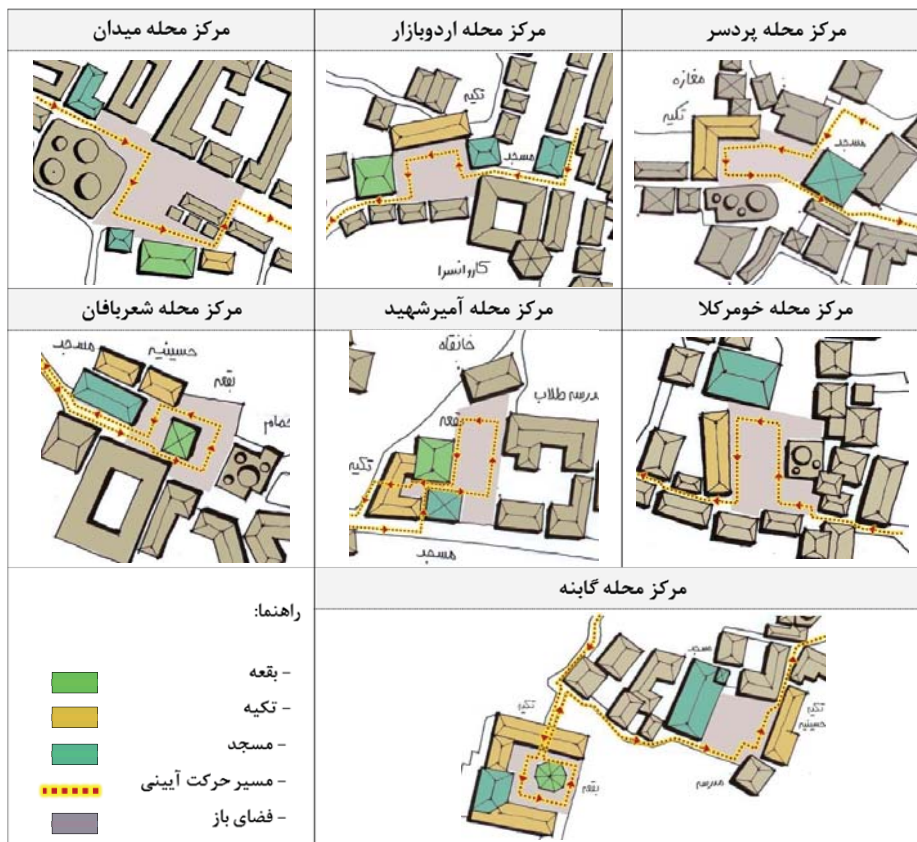 مرکز محله پردسر
مرکز محله اردوبازار
مرکز محله میدان
مغازه
تکیه
مسجد
تکیه
مسجد
کاروانسرا
مرکز محله خومرکلا
مرکز محله آمیرشهید
مرکز محله شعربافان
خانقاه
مدرسه طلاب
بقعه
تکیه
مسجد
حسینیه
مسجد
بقعه
حمام
مرکز محله گابنه
مسجد
تکیه
حسینیه
تکیه
بقعه
مدرسه
راهنما:
- بقعه
- تکیه
- مسجد
- مسیر حرکت آیینی
- فضای باز